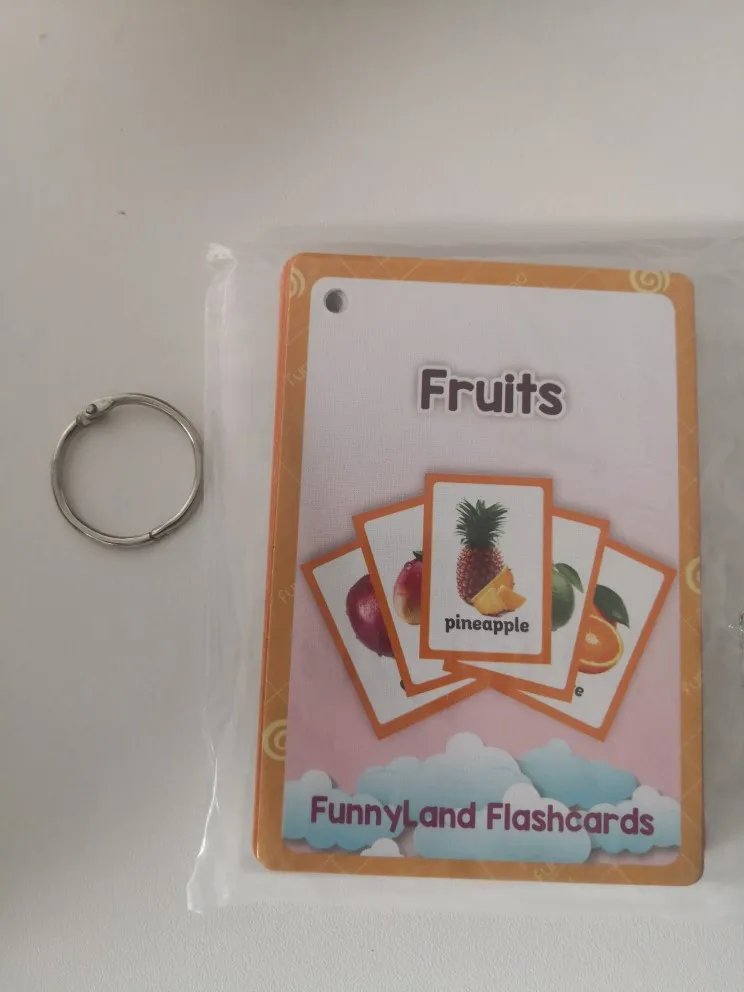 Fruits
pineapple
e
FunnyLand Flashcards